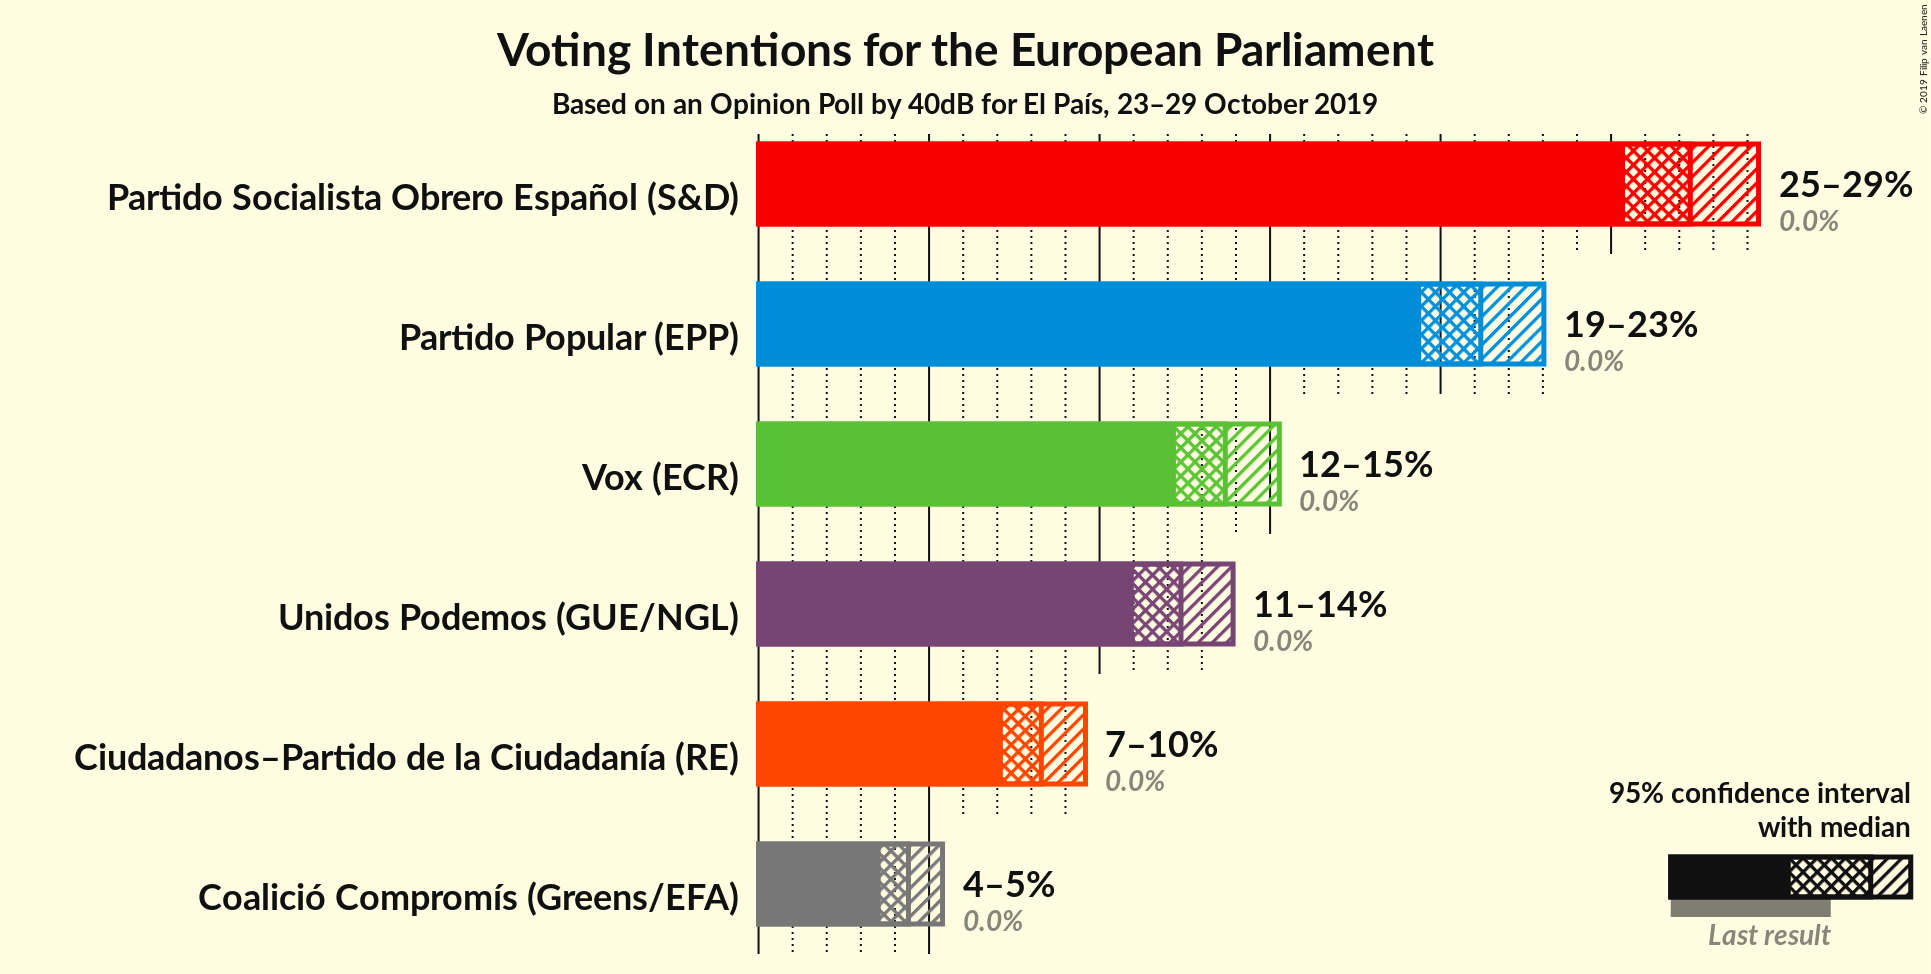 Voting Intentions for the European Parliament
Based on an Opinion Poll by 40dB for El País, 23–29 October 2019
© 2019 Filip van Laenen
Partido Socialista Obrero Español (S&D)
25–29%
0.0%
Partido Popular (EPP)
19–23%
0.0%
Vox (ECR)
12–15%
0.0%
Unidos Podemos (GUE/NGL)
11–14%
0.0%
Ciudadanos–Partido de la Ciudadanía (RE)
7–10%
0.0%
Coalició Compromís (Greens/EFA)
4–5%
0.0%
95% confidence interval
with median
Last result